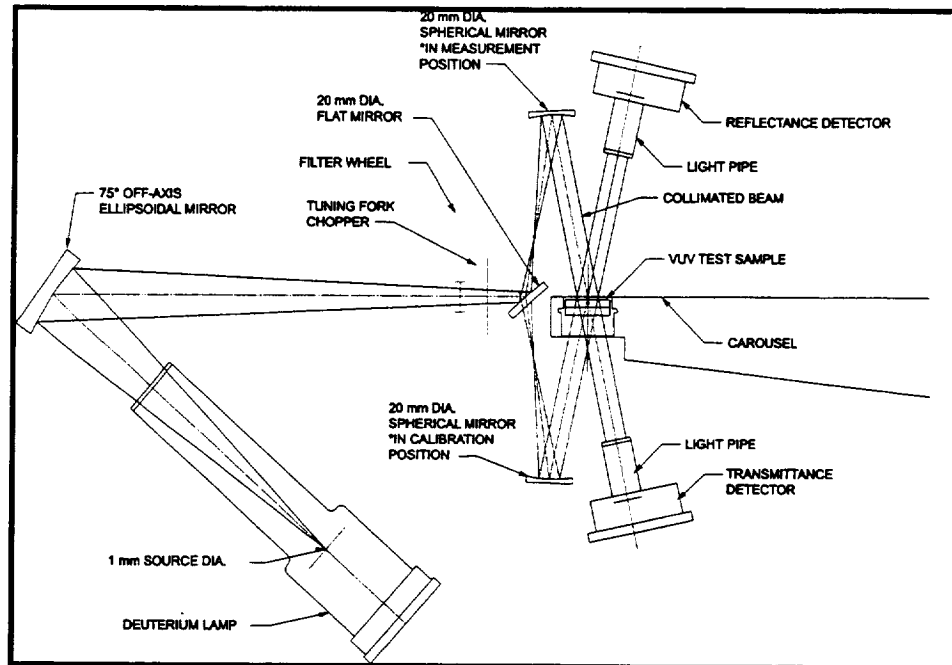 20 mm DIA.
SPHERICAL MIRROR
*IN MEASUREMENT
POSITION
20 mm DIA.
FLAT MIRROR
REFLECTANCE DETECTOR
FILTER WHEEL
LIGHT PIPE
75° OFF-AXIS
ELLIPSOIDAL MIRROR
COLLIMATED BEAM
TUNING FORK
CHOPPER
VUV TEST SAMPLE
CAROUSEL
20 mm DIA.
SPHERICAL MIRROR
*IN CALIBRATION
POSITION
LIGHT PIPE
TRANSMITTANCE
DETECTOR
1 mm SOURCE DIA.
DEUTERIUM LAMP